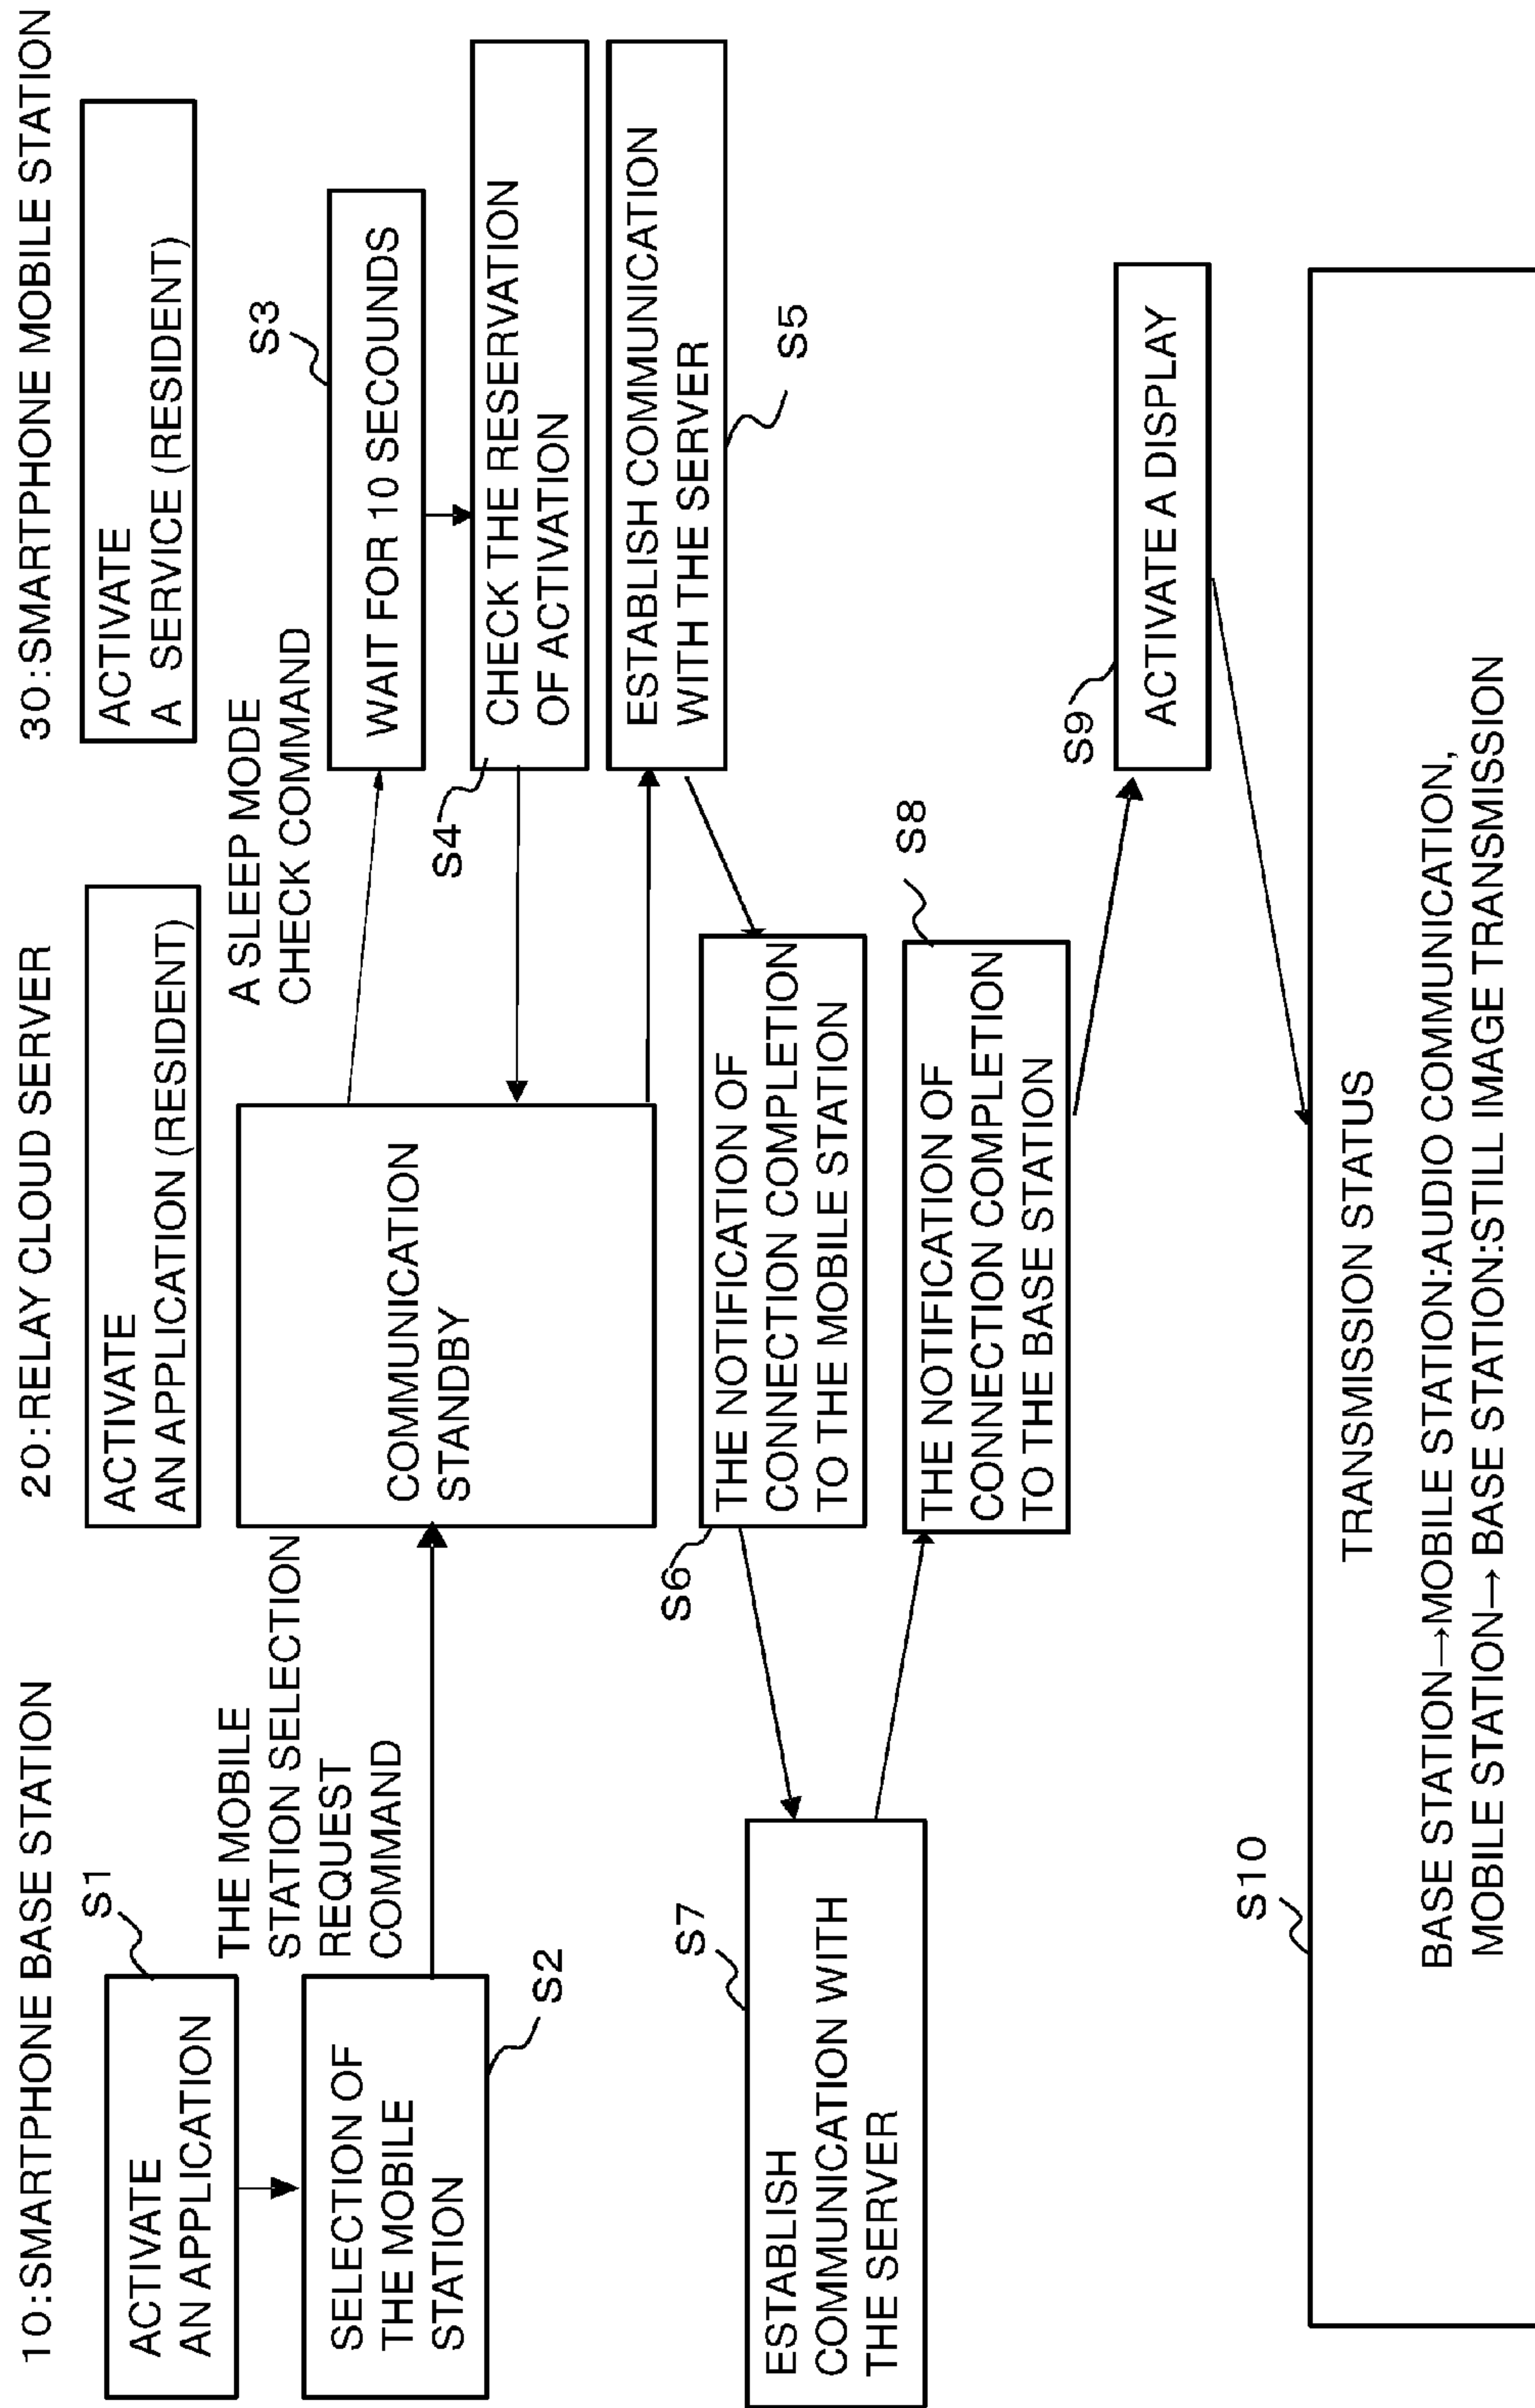 10:SMARTPHONE BASE STATION
20:RELAY CLOUD SERVER
30:SMARTPHONE MOBILE STATION
ACTIVATE
AN APPLICATION
S1
ACTIVATE
AN APPLICATION (RESIDENT)
ACTIVATE
A SERVICE (RESIDENT)
THE MOBILE
STATION SELECTION
REQUEST
COMMAND
SELECTION OF
THE MOBILE
STATION
S2
COMMUNICATION
STANDBY
A SLEEP MODE
CHECK COMMAND
S3
WAIT FOR 10 SECOUNDS
S4
CHECK THE RESERVATION
OF ACTIVATION
ESTABLISH COMMUNICATION
WITH THE SERVER
S5
S6
THE NOTIFICATION OF
CONNECTION COMPLETION
TO THE MOBILE STATION
S7
ESTABLISH
COMMUNICATION WITH
THE SERVER
S8
THE NOTIFICATION OF
CONNECTION COMPLETION
TO THE BASE STATION
S9
ACTIVATE A DISPLAY
S10
TRANSMISSION STATUS
BASE STATION→MOBILE STATION:AUDIO COMMUNICATION,
MOBILE STATION→ BASE STATION:STILL IMAGE TRANSMISSION